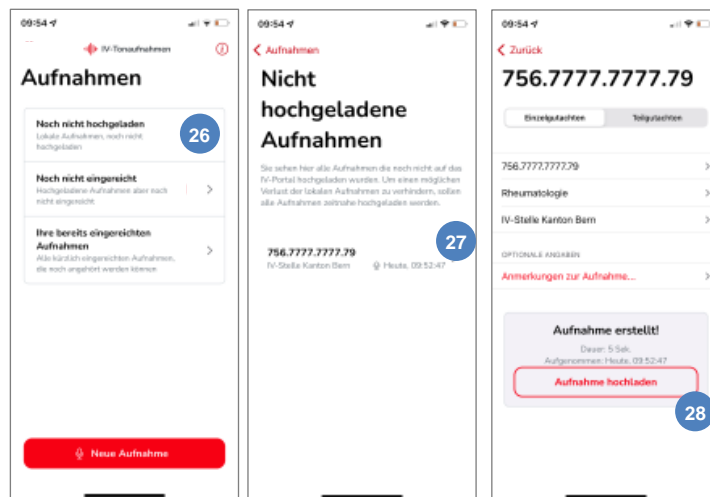 09:54
IV-Tonaufnahmen
Aufnahmen
Noch nicht hochgeladen
Lokale Aufnahmen, noch nicht
hochgeladen
26
Noch nicht eingereicht
Hochgeladene Aufnahmen aber noch
nicht eingereicht
Ihre bereits eingereichten
Aufnahmen
Alle kürzlich eingereichten Aufnahmen,
die noch angehört werden können
Neue Aufnahme
09:54
Aufnahmen
Nicht
hochgeladene
Aufnahmen
Sie sehen hier alle Aufnahmen die noch nicht auf das
IV-Portal hochgeladen wurden. Um einen möglichen
Verlust der lokalen Aufnahmen zu verhindern, sollen
alle Aufnahmen zeitnahe hochgeladen werden.
27
756.7777.7777.79
IV-Stelle Kanton Bern
Heute, 09:52:47
09:54
Zurück
756.7777.7777.79
Einzelgutachten
Teilgutachten
756.7777.7777.79
Rheumatologie
IV-Stelle Kanton Bern
OPTIONALE ANGABEN
Anmerkungen zur Aufnahme...
Aufnahme erstellt!
Dauer: 5 Sek.
Aufgenommen: Heute, 09:52:47
Aufnahme hochladen
28